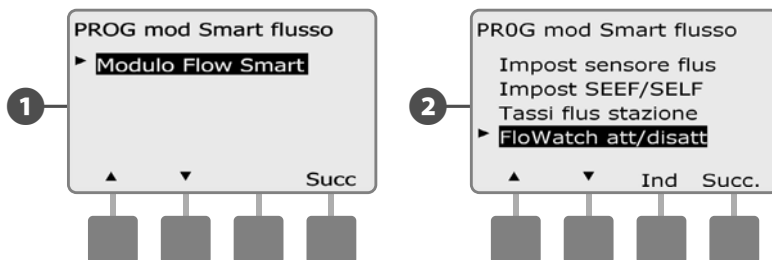 1
PROG mod Smart flusso
► Modulo Flow Smart
▲ ▼ Succ
2
PR0G mod Smart flusso
Impost sensore flus
Impost SEEF/SELF
Tassi flus stazione
► FloWatch att/disatt
▲ ▼ Ind Succ.